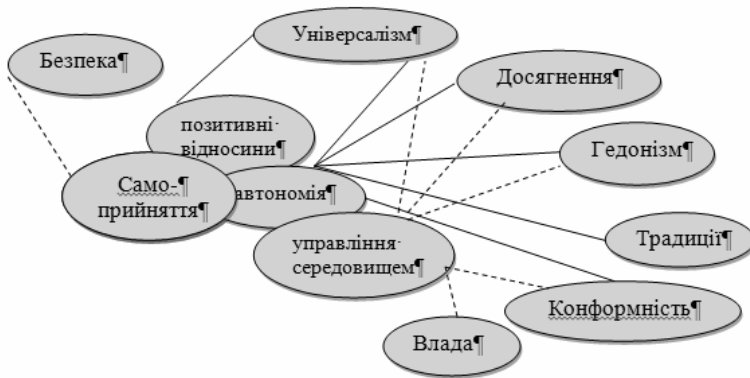 Універсалізм¶
Безпека¶
Досягнення¶
позитивні·
відносини¶
Гедонізм¶
Само-¶
прийняття¶
автономія¶
управління·
середовищем¶
Традиції¶
Конформність¶
Влада¶